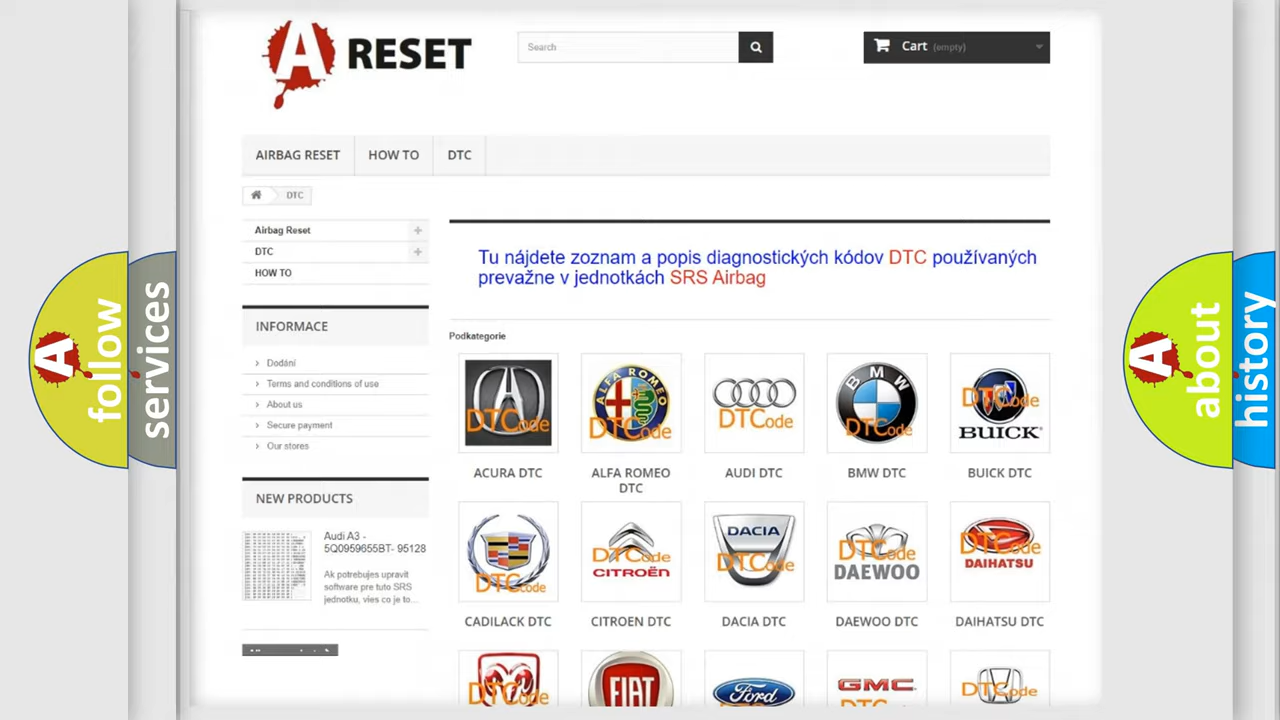 A RESET
Search
Cart (empty)
AIRBAG RESET
HOW TO
DTC
DTC
Airbag Reset
DTC
HOW TO
INFORMACE
Dodání
Terms and conditions of use
About us
Secure payment
Our stores
NEW PRODUCTS
Audi A3 -
5Q0959655BT- 95128
Ak potrebujes upravit
software pre tuto SRS
jednotku, vies co je to...
Tu nájdete zoznam a popis diagnostických kódov DTC používaných
prevažne v jednotkách SRS Airbag
Podkategorie
DTCode
ALFA ROMEO
DTCode
DTCode
BMW
DTCode
DTCode
BUICK
ACURA DTC
ALFA ROMEO
DTC
AUDI DTC
BMW DTC
BUICK DTC
DTCode
DTCode
CITROËN
DACIA
DTCode
DTCode
DAEWOO
DTCode
DAIHATSU
CADILACK DTC
CITROEN DTC
DACIA DTC
DAEWOO DTC
DAIHATSU DTC
DTCode
FIAT
Ford
GMC
DTCode
A follow
services
A about
history